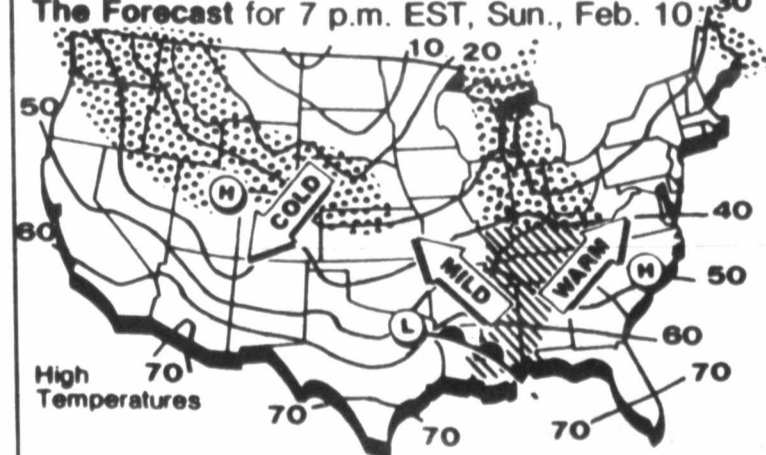 The Forecast for 7 p.m. EST, Sun., Feb. 10
30
10 20
50
H
COLD
40
60
MILD
WARM
H
50
L
60
High
Temperatures
70
70
70
70
70